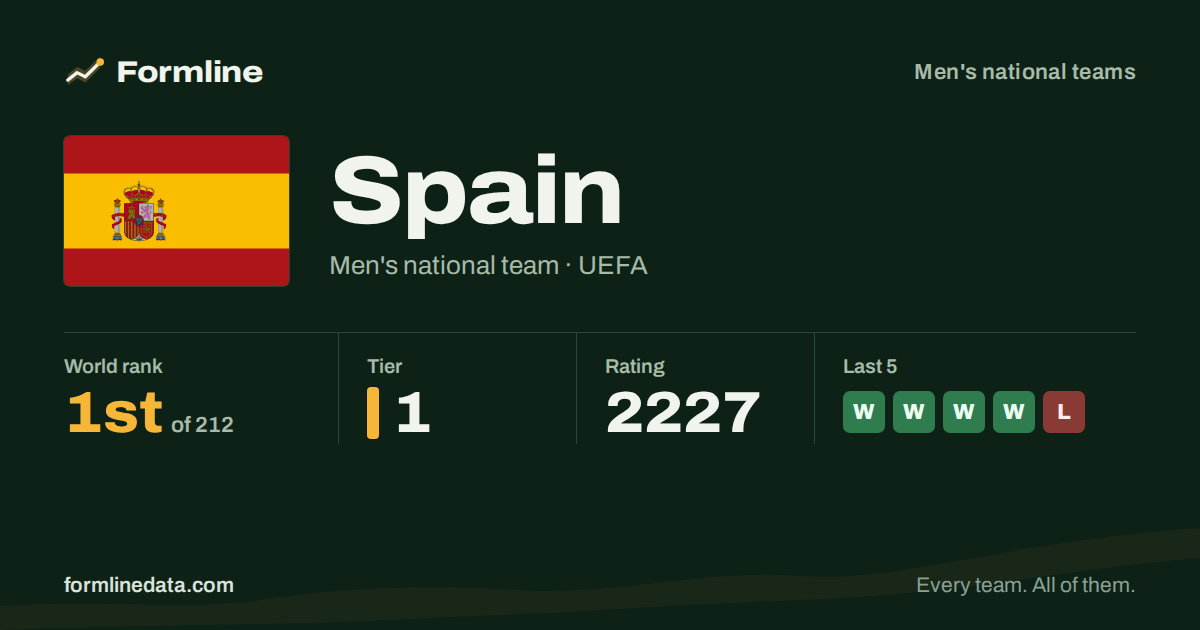 Formline
Men's national teams
Spain
Men's national team · UEFA
World rank
1st of 212
Tier
1
Rating
2227
Last 5
W W W W L
formlinedata.com
Every team. All of them.